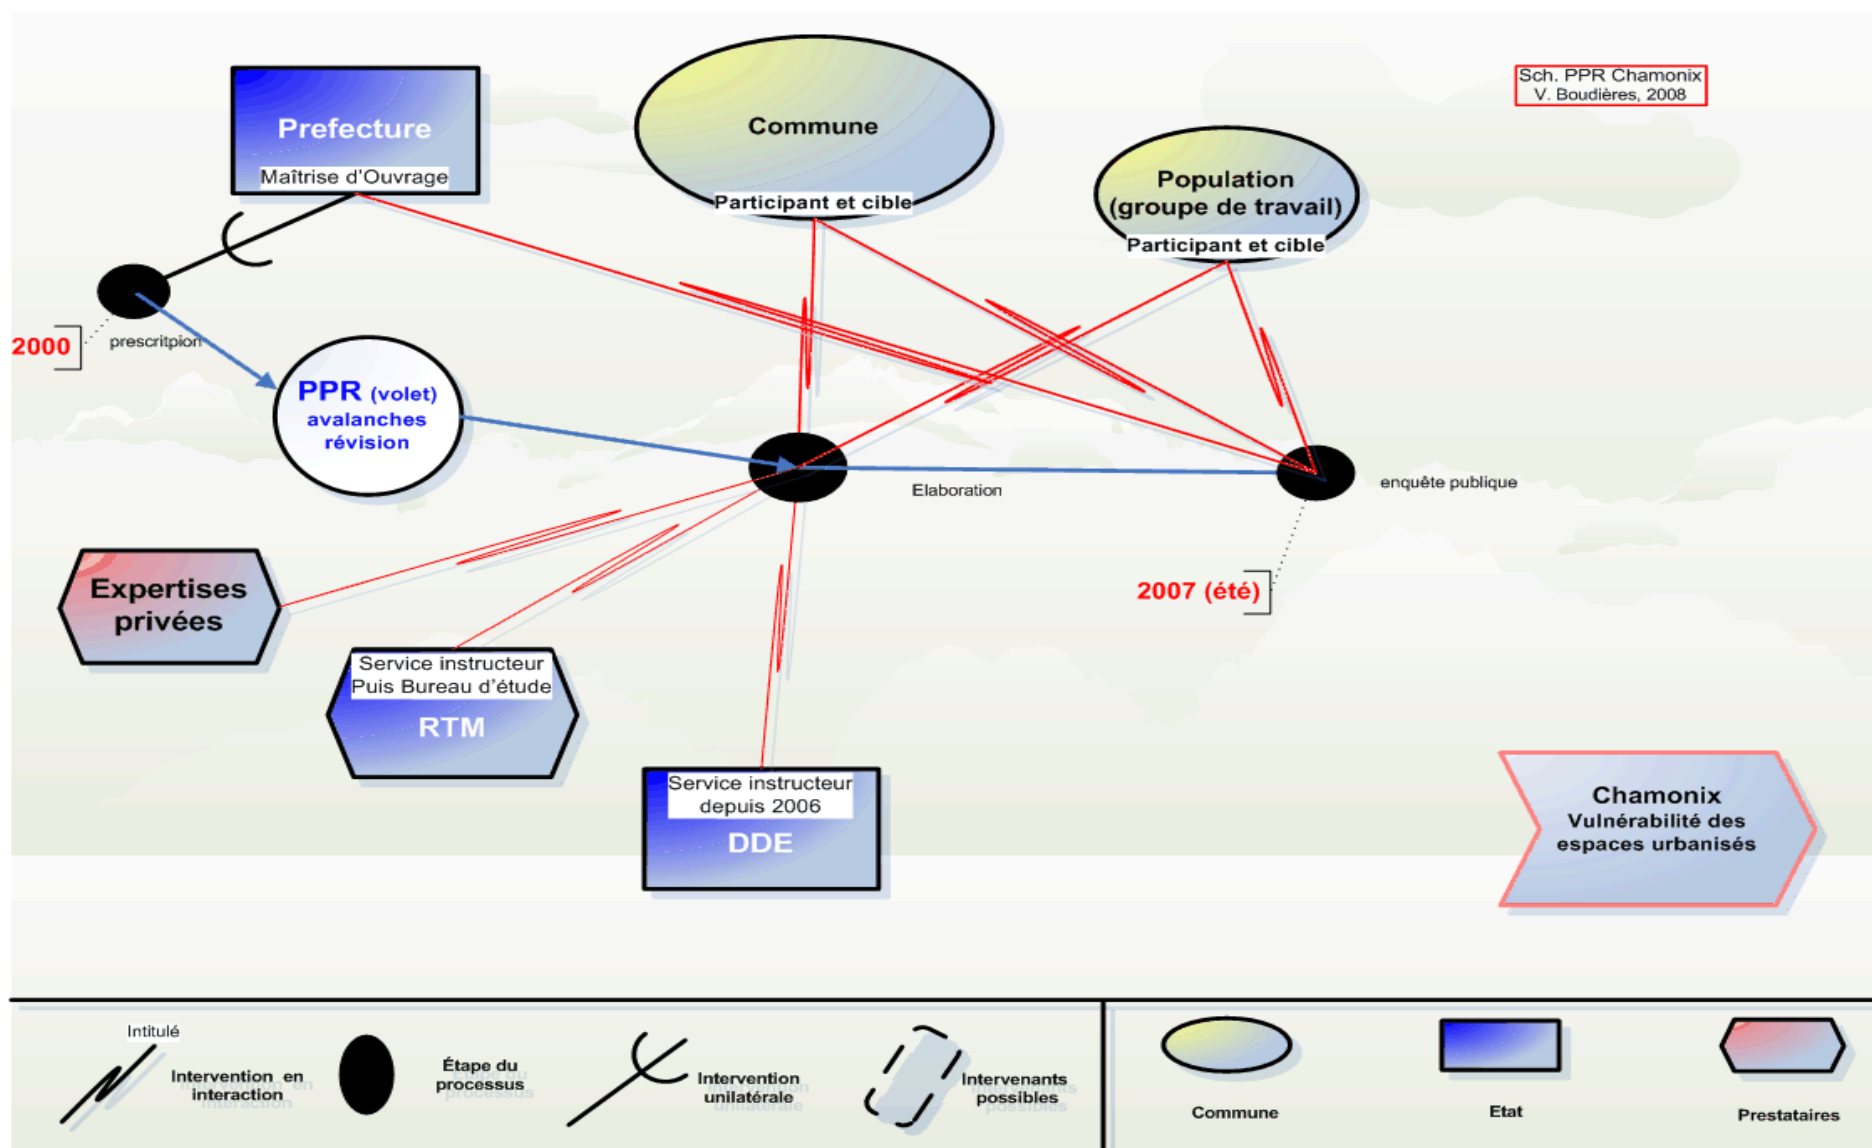 Sch. PPR Chamonix
V. Boudières, 2008
Prefecture
Maîtrise d'Ouvrage
Commune
Participant et cible
Population
(groupe de travail)
Participant et cible
2000
prescritpion
PPR (volet)
avalanches
révision
Elaboration
enquête publique
2007 (été)
Expertises
privées
Service instructeur
Puis Bureau d'étude
RTM
Service instructeur
depuis 2006
DDE
Chamonix
Vulnérabilité des
espaces urbanisés
Intitulé
Intervention en
interaction
Étape du
processus
Intervention
unilatérale
Intervenants
possibles
Commune
Etat
Prestataires